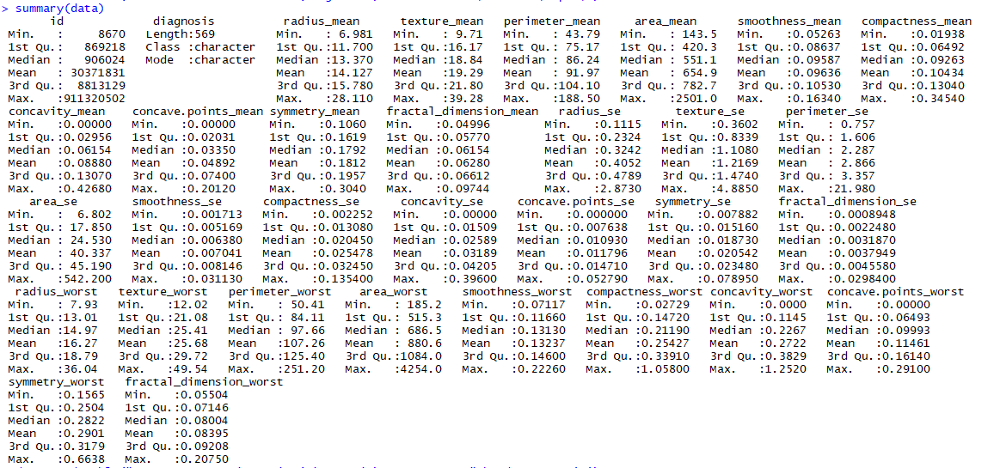 > summary(data)
id diagnosis radius_mean texture_mean perimeter_mean area_mean smoothness_mean compactness_mean
Min. : 8670 Length:569 Min. : 6.981 Min. : 9.71 Min. : 43.79 Min. : 143.5 Min. :0.05263 Min. :0.01938
1st Qu.: 869218 Class :character 1st Qu.:11.700 1st Qu.:16.17 1st Qu.: 75.17 1st Qu.: 420.3 1st Qu.:0.08637 1st Qu.:0.06492
Median : 906024 Mode :character Median :13.370 Median :18.84 Median : 86.24 Median : 551.1 Median :0.09587 Median :0.09263
Mean : 30371831 Mean :14.127 Mean :19.29 Mean : 91.97 Mean : 654.9 Mean :0.09636 Mean :0.10434
3rd Qu.: 8813129 3rd Qu.:15.780 3rd Qu.:21.80 3rd Qu.:104.10 3rd Qu.: 782.7 3rd Qu.:0.10530 3rd Qu.:0.13040
Max. :911320502 Max. :28.110 Max. :39.28 Max. :188.50 Max. :2501.0 Max. :0.16340 Max. :0.34540
concavity_mean concave.points_mean symmetry_mean fractal_dimension_mean radius_se texture_se perimeter_se
Min. :0.00000 Min. :0.00000 Min. :0.1060 Min. :0.04996 Min. :0.1115 Min. :0.3602 Min. : 0.757
1st Qu.:0.02956 1st Qu.:0.02031 1st Qu.:0.1619 1st Qu.:0.05770 1st Qu.:0.2324 1st Qu.:0.8339 1st Qu.: 1.606
Median :0.06154 Median :0.03350 Median :0.1792 Median :0.06154 Median :0.3242 Median :1.1080 Median : 2.287
Mean :0.08880 Mean :0.04892 Mean :0.1812 Mean :0.06280 Mean :0.4052 Mean :1.2169 Mean : 2.866
3rd Qu.:0.13070 3rd Qu.:0.07400 3rd Qu.:0.1957 3rd Qu.:0.06612 3rd Qu.:0.4789 3rd Qu.:1.4740 3rd Qu.: 3.357
Max. :0.42680 Max. :0.20120 Max. :0.3040 Max. :0.09744 Max. :2.8730 Max. :4.8850 Max. :21.980
area_se smoothness_se compactness_se concavity_se concave.points_se symmetry_se fractal_dimension_se
Min. : 6.802 Min. :0.001713 Min. :0.002252 Min. :0.00000 Min. :0.000000 Min. :0.007882 Min. :0.0008948
1st Qu.: 17.850 1st Qu.:0.005169 1st Qu.:0.013080 1st Qu.:0.01509 1st Qu.:0.007638 1st Qu.:0.015160 1st Qu.:0.0022480
Median : 24.530 Median :0.006380 Median :0.020450 Median :0.02589 Median :0.010930 Median :0.018730 Median :0.0031870
Mean : 40.337 Mean :0.007041 Mean :0.025478 Mean :0.03189 Mean :0.011796 Mean :0.020542 Mean :0.0037949
3rd Qu.: 45.190 3rd Qu.:0.008146 3rd Qu.:0.032450 3rd Qu.:0.04205 3rd Qu.:0.014710 3rd Qu.:0.023480 3rd Qu.:0.0045580
Max. :542.200 Max. :0.031130 Max. :0.135400 Max. :0.39600 Max. :0.052790 Max. :0.078950 Max. :0.0298400
radius_worst texture_worst perimeter_worst area_worst smoothness_worst compactness_worst concavity_worst concave.points_worst
Min. : 7.93 Min. :12.02 Min. : 50.41 Min. : 185.2 Min. :0.07117 Min. :0.02729 Min. :0.0000 Min. :0.00000
1st Qu.:13.01 1st Qu.:21.08 1st Qu.: 84.11 1st Qu.: 515.3 1st Qu.:0.11660 1st Qu.:0.14720 1st Qu.:0.1145 1st Qu.:0.06493
Median :14.97 Median :25.41 Median : 97.66 Median : 686.5 Median :0.13130 Median :0.21190 Median :0.2267 Median :0.09993
Mean :16.27 Mean :25.68 Mean :107.26 Mean : 880.6 Mean :0.13237 Mean :0.25427 Mean :0.2722 Mean :0.11461
3rd Qu.:18.79 3rd Qu.:29.72 3rd Qu.:125.40 3rd Qu.:1084.0 3rd Qu.:0.14600 3rd Qu.:0.33910 3rd Qu.:0.3829 3rd Qu.:0.16140
Max. :36.04 Max. :49.54 Max. :251.20 Max. :4254.0 Max. :0.22260 Max. :1.05800 Max. :1.2520 Max. :0.29100
symmetry_worst fractal_dimension_worst
Min. :0.1565 Min. :0.05504
1st Qu.:0.2504 1st Qu.:0.07146
Median :0.2822 Median :0.08004
Mean :0.2901 Mean :0.08395
3rd Qu.:0.3179 3rd Qu.:0.09208
Max. :0.6638 Max. :0.20750